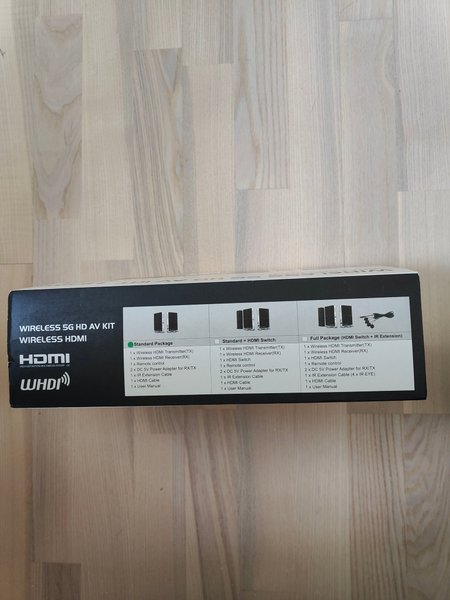 WIRELESS 5G HD AV KIT
WIRELESS HDMI
HDMI
WHDI
Standard Package
1 x Wireless HDMI Transmitter(TX)
1 x Wireless HDMI Receiver(RX)
1 x Remote control
2 x DC 5V Power Adapter for RX/TX
1 x IR Extension Cable
1 x HDMI Cable
1 x User Manual
Standard + HDMI Switch
1 x Wireless HDMI Transmitter(TX)
1 x Wireless HDMI Receiver(RX)
1 x HDMI Switch
1 x Remote control
2 x DC 5V Power Adapter for RX/TX
1 x IR Extension Cable
1 x HDMI Cable
1 x User Manual
Full Package (HDMI Switch + IR Extension)
1 x Wireless HDMI Transmitter(TX)
1 x Wireless HDMI Receiver(RX)
1 x HDMI Switch
1 x Remote control
2 x DC 5V Power Adapter for RX/TX
1 x IR Extension Cable (4 x IR-EYE)
1 x HDMI Cable
1 x User Manual